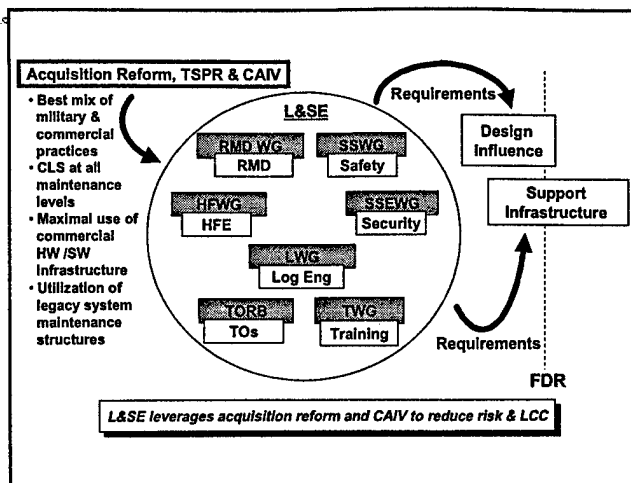 Acquisition Reform, TSPR & CAIV
• Best mix of
military &
commercial
practices
• CLS at all
maintenance
levels
• Maximal use of
commercial
HW /SW
Infrastructure
• Utilization of
legacy system
maintenance
structures
L&SE
RMD WG
RMD
SSWG
Safety
HFWG
HFE
SSEWG
Security
LWG
Log Eng
TORB
TOs
TWG
Training
Requirements
Design
Influence
Support
Infrastructure
Requirements
FDR
L&SE leverages acquisition reform and CAIV to reduce risk & LCC